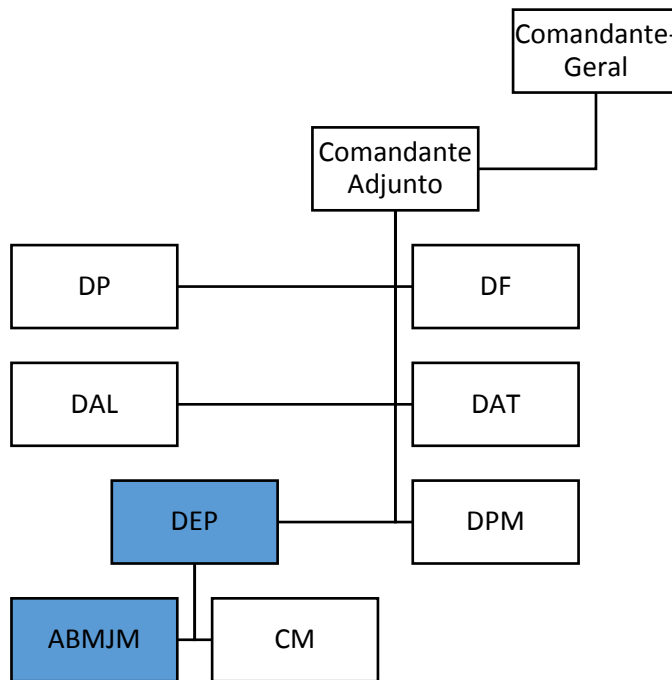 Comandante-
Geral
Comandante
Adjunto
DP
DF
DAL
DAT
DEP
DPM
ABMJM
CM